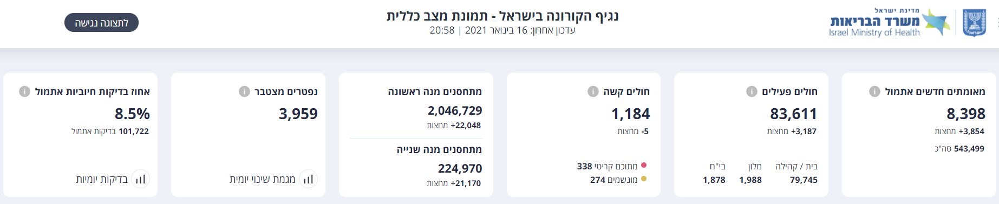 מדינת ישראל
משרד הבריאות
Israel Ministry of Health
נגיף הקורונה בישראל - תמונת מצב כללית
עדכון אחרון: 16 בינואר 2021 | 20:58
לתצוגה נגישה
מאומתים חדשים אתמול
8,398
+3,854 מחצות
543,499 סה"כ
חולים פעילים
83,611
+3,187 מחצות
בית / קהילה מלון בי"ח
79,745 1,988 1,878
חולים קשה
1,184
-5 מחצות
מתוכם קריטי 338
מונשמים 274
מתחסנים מנה ראשונה
2,046,729
+22,048 מחצות
מתחסנים מנה שנייה
224,970
+21,170 מחצות
נפטרים מצטבר
3,959
מגמת שינוי יומית
אחוז בדיקות חיוביות אתמול
8.5%
101,722 בדיקות אתמול
בדיקות יומיות